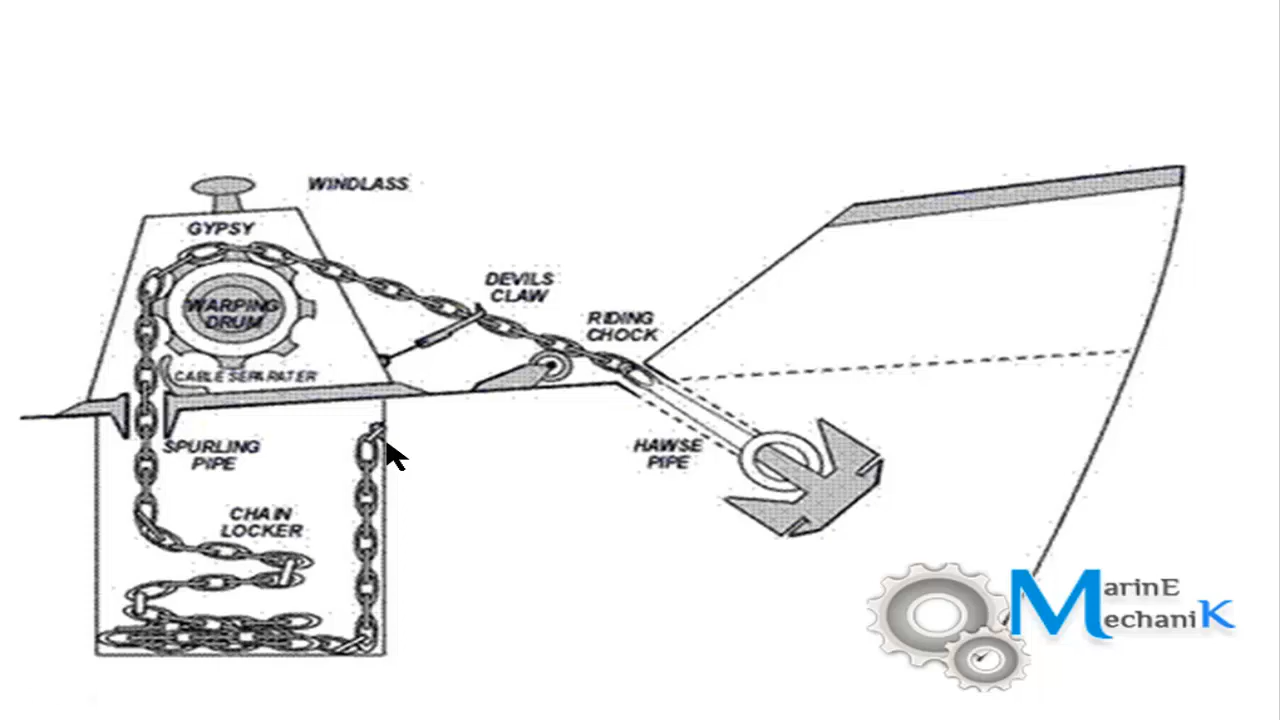 WINDLASS
GYPSY
DEVILS
CLAW
RIDING
CHOCK
WARPING
DRUM
CABLE SEPARATER
SPURLING
PIPE
HAWSE
PIPE
CHAIN
LOCKER
MarinE
MechaniK